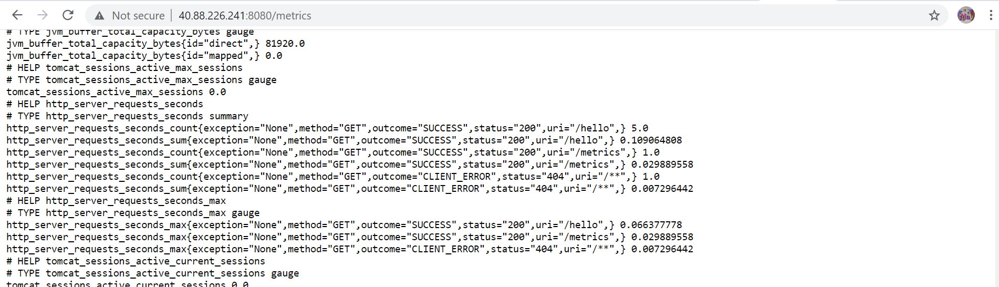 Not secure | 40.88.226.241:8080/metrics
# TYPE jvm_buffer_total_capacity_bytes gauge
jvm_buffer_total_capacity_bytes{id="direct",} 81920.0
jvm_buffer_total_capacity_bytes{id="mapped",} 0.0
# HELP tomcat_sessions_active_max_sessions
# TYPE tomcat_sessions_active_max_sessions gauge
tomcat_sessions_active_max_sessions 0.0
# HELP http_server_requests_seconds
# TYPE http_server_requests_seconds summary
http_server_requests_seconds_count{exception="None",method="GET",outcome="SUCCESS",status="200",uri="/hello",} 5.0
http_server_requests_seconds_sum{exception="None",method="GET",outcome="SUCCESS",status="200",uri="/hello",} 0.109064808
http_server_requests_seconds_count{exception="None",method="GET",outcome="SUCCESS",status="200",uri="/metrics",} 1.0
http_server_requests_seconds_sum{exception="None",method="GET",outcome="SUCCESS",status="200",uri="/metrics",} 0.029889558
http_server_requests_seconds_count{exception="None",method="GET",outcome="CLIENT_ERROR",status="404",uri="/**",} 1.0
http_server_requests_seconds_sum{exception="None",method="GET",outcome="CLIENT_ERROR",status="404",uri="/**",} 0.007296442
# HELP http_server_requests_seconds_max
# TYPE http_server_requests_seconds_max gauge
http_server_requests_seconds_max{exception="None",method="GET",outcome="SUCCESS",status="200",uri="/hello",} 0.066377778
http_server_requests_seconds_max{exception="None",method="GET",outcome="SUCCESS",status="200",uri="/metrics",} 0.029889558
http_server_requests_seconds_max{exception="None",method="GET",outcome="CLIENT_ERROR",status="404",uri="/**",} 0.007296442
# HELP tomcat_sessions_active_current_sessions
# TYPE tomcat_sessions_active_current_sessions gauge
tomcat_sessions_active_current_sessions 0.0